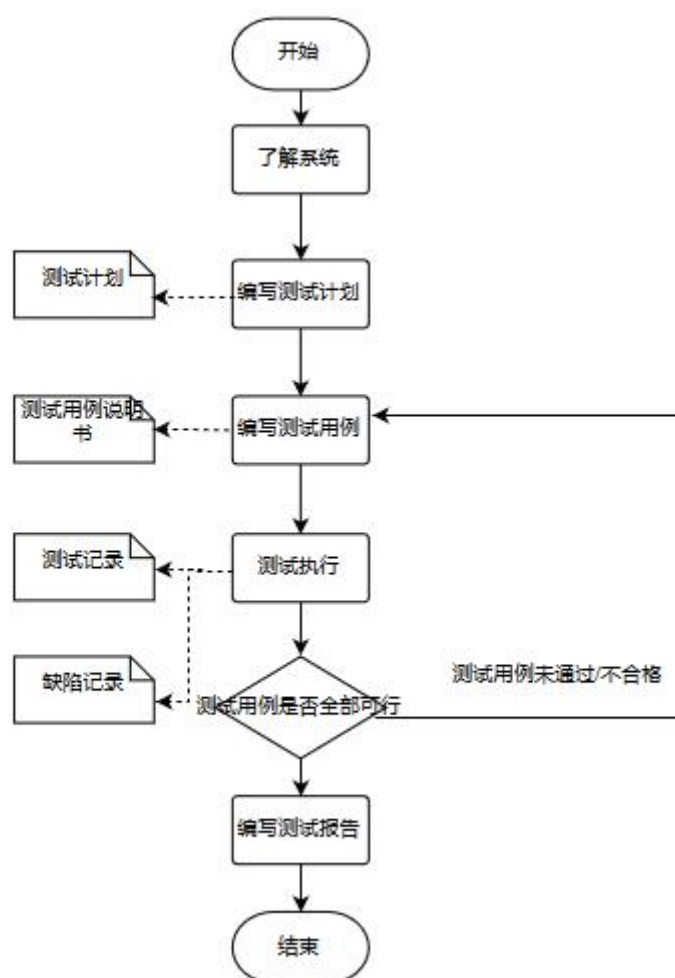 开始
了解系统
测试计划
编写测试计划
测试用例说明
书
编写测试用例
测试记录
测试执行
缺陷记录
测试用例是否全部可行
测试用例未通过/不合格
编写测试报告
结束